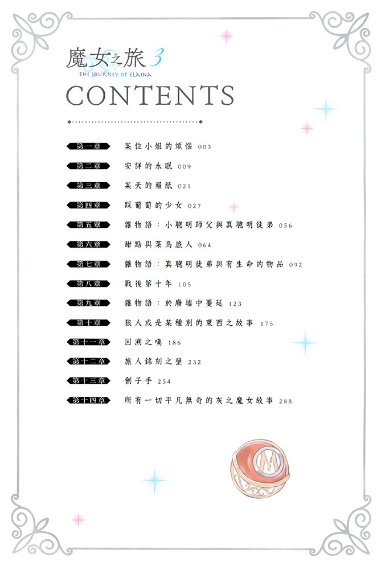 魔女之旅 3
THE JOURNEY OF ELAINA
CONTENTS
第一章 某位小姐的煩惱 003
第二章 安詳的永眠 009
第三章 某天的報紙 021
第四章 踩葡萄的少女 027
第五章 雜物語：小聰明師父與真聰明徒弟 056
第六章 甜點與菜鳥旅人 064
第七章 雜物語：真聰明徒弟與有生命的物品 092
第八章 戰後第十年 105
第九章 雜物語：於廢墟中蔓延 123
第十章 狼人或是某種別的東西之故事 175
第十一章 回溯之嘆 186
第十二章 旅人銘刻之壁 232
第十三章 劊子手 254
第十四章 所有一切平凡無奇的灰之魔女故事 288
M